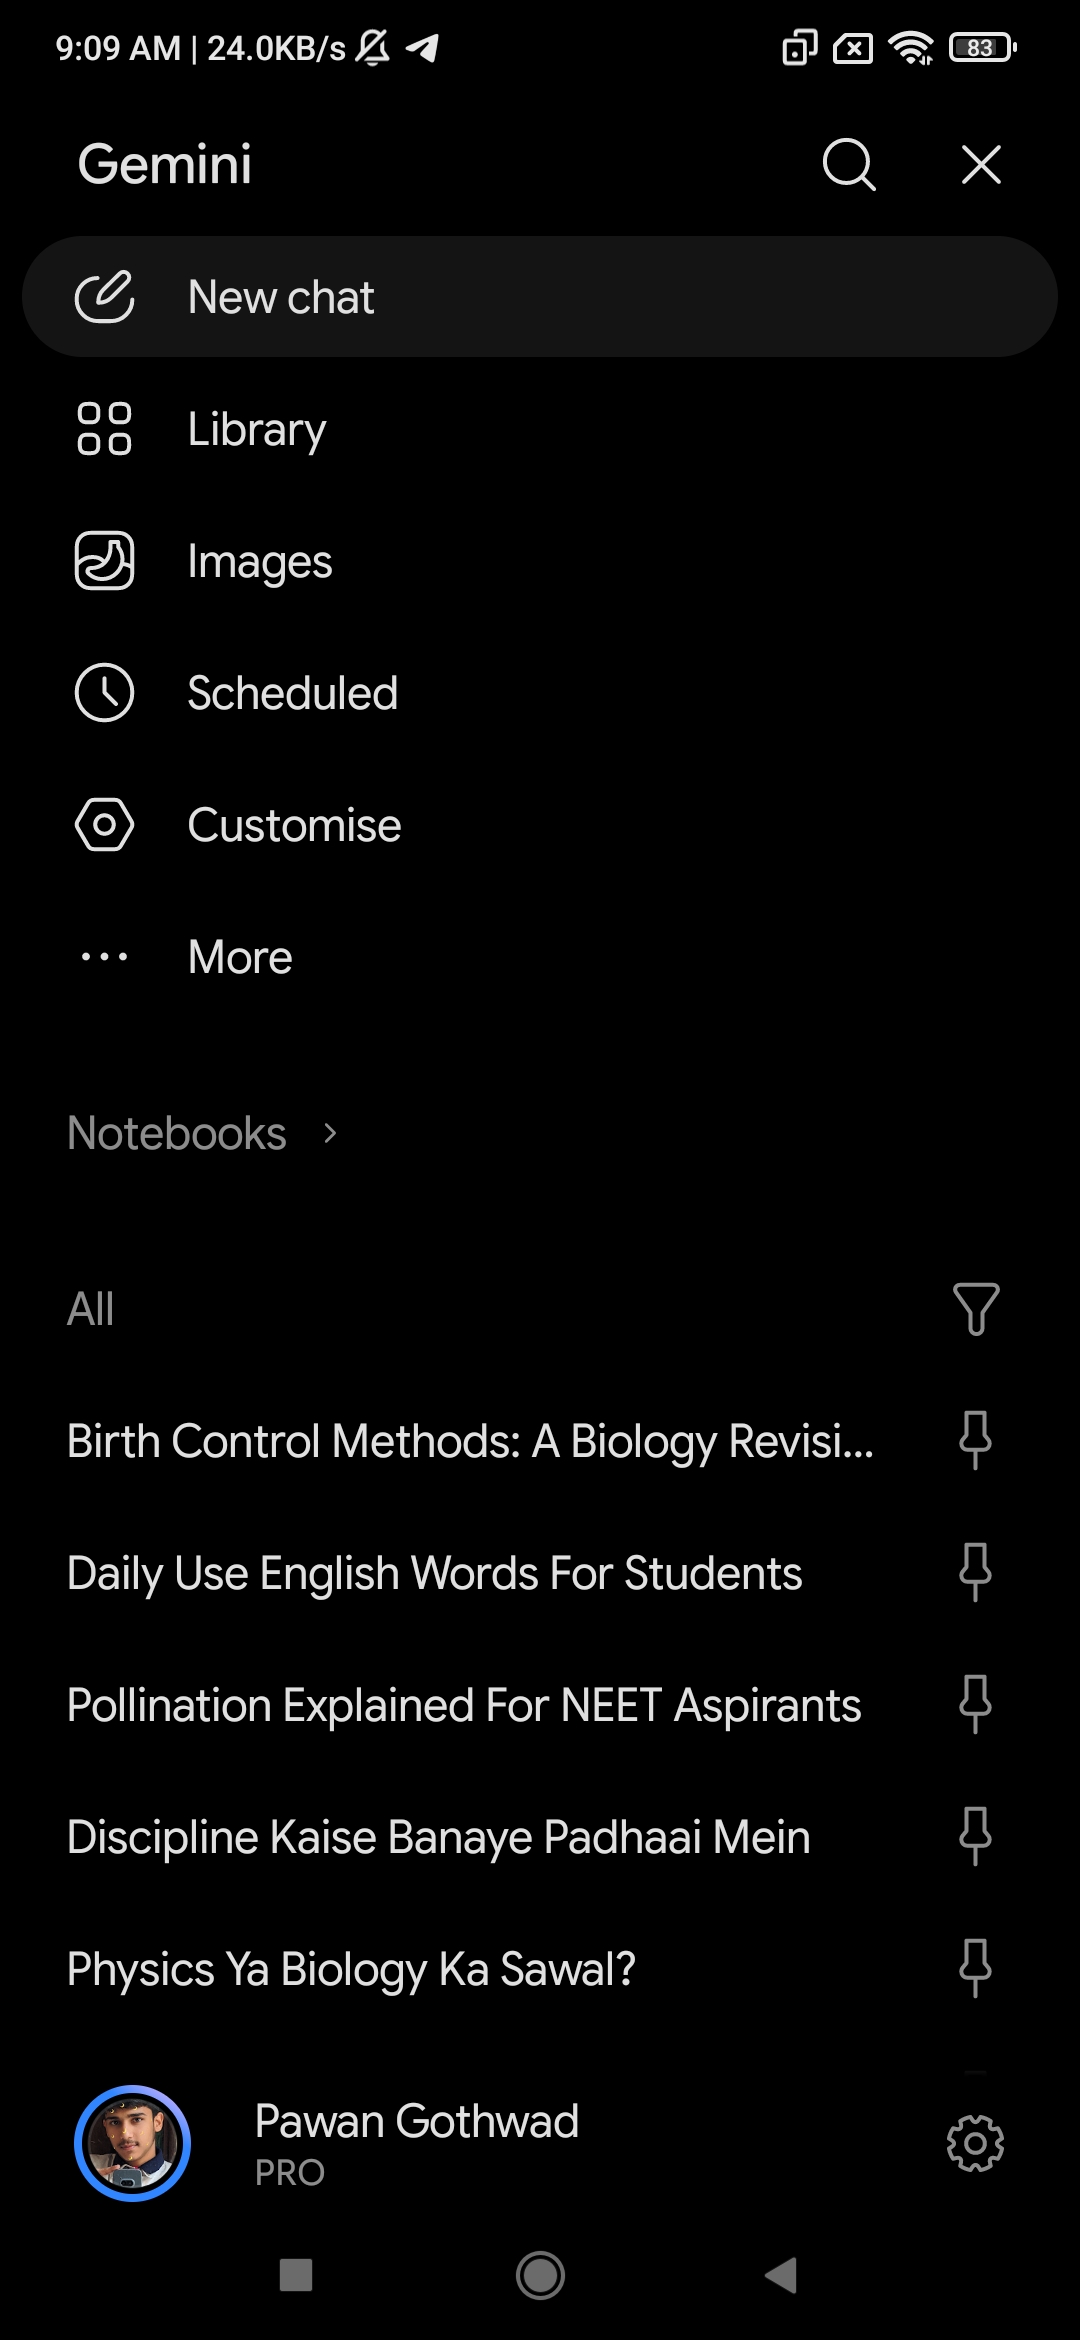 9:09 AM | 24.0KB/s
83
Gemini
New chat
Library
Images
Scheduled
Customise
More
Notebooks
All
Birth Control Methods: A Biology Revisi...
Daily Use English Words For Students
Pollination Explained For NEET Aspirants
Discipline Kaise Banaye Padhaai Mein
Physics Ya Biology Ka Sawal?
Pawan Gothwad
PRO